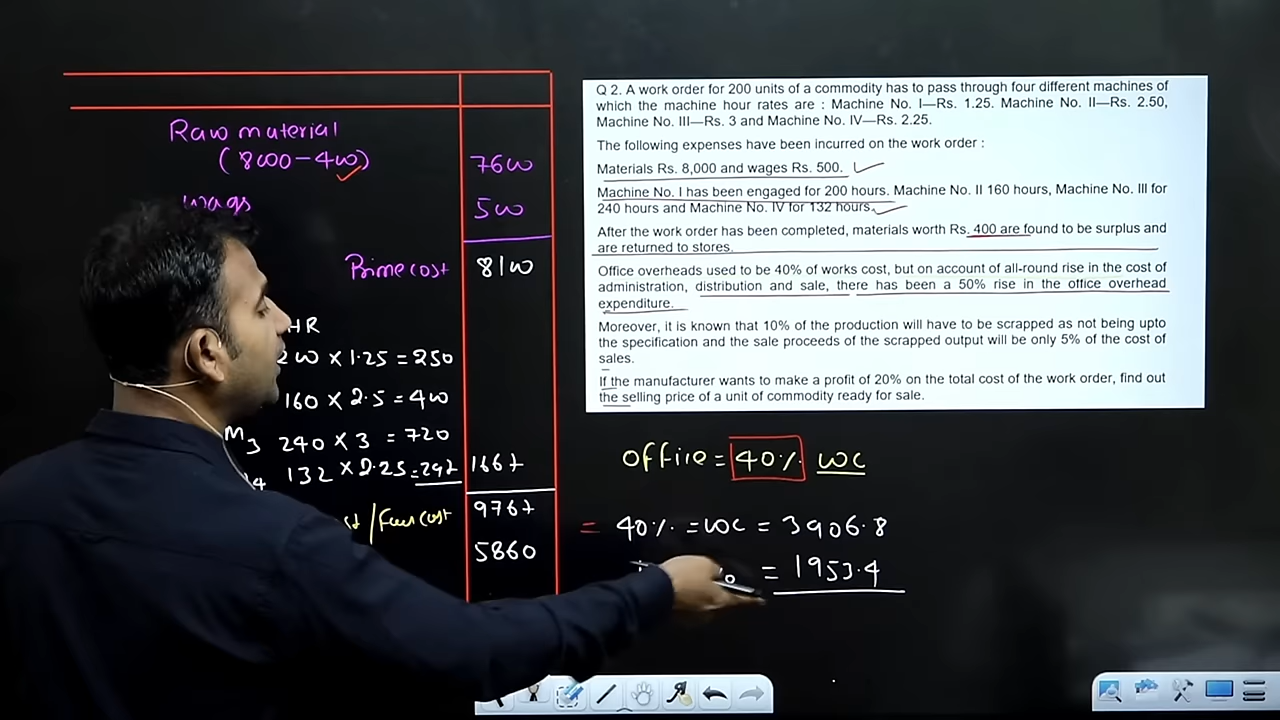 Raw material
(8000-400)
7600
wages
500
Prime cost
8100
HR
200 × 1.25 = 250
160 × 2.5 = 400
M3 240 × 3 = 720
4 132 × 2.25 = 297
1667
st / Fac cost
9767
5860
Q 2. A work order for 200 units of a commodity has to pass through four different machines of
which the machine hour rates are : Machine No. I—Rs. 1.25. Machine No. II—Rs. 2.50,
Machine No. III—Rs. 3 and Machine No. IV—Rs. 2.25.
The following expenses have been incurred on the work order :
Materials Rs. 8,000 and wages Rs. 500.
Machine No. I has been engaged for 200 hours. Machine No. II 160 hours, Machine No. III for
240 hours and Machine No. IV for 132 hours.
After the work order has been completed, materials worth Rs. 400 are found to be surplus and
are returned to stores.
Office overheads used to be 40% of works cost, but on account of all-round rise in the cost of
administration, distribution and sale, there has been a 50% rise in the office overhead
expenditure.
Moreover, it is known that 10% of the production will have to be scrapped as not being upto
the specification and the sale proceeds of the scrapped output will be only 5% of the cost of
sales.
If the manufacturer wants to make a profit of 20% on the total cost of the work order, find out
the selling price of a unit of commodity ready for sale.
Office = 40% WC
= 40% = WC = 3906.8
= 1953.4